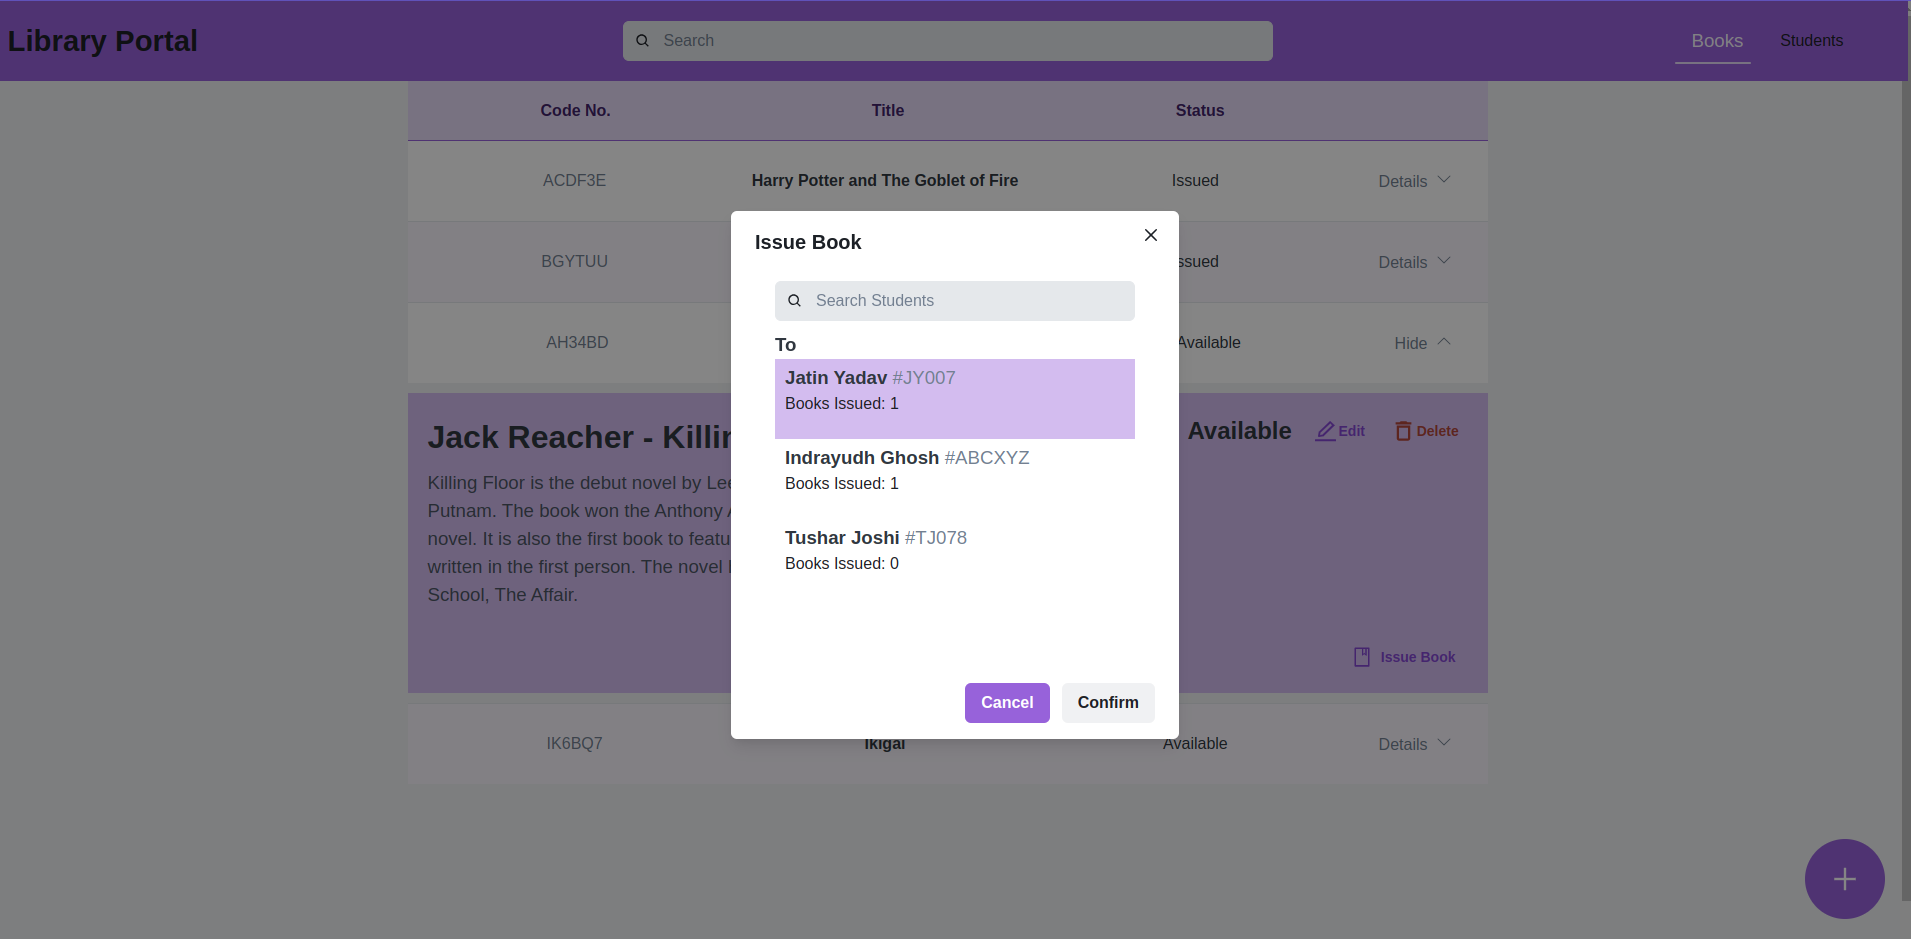 Library Portal
Search
Books
Students
Code No.
Title
Status
ACDF3E
Harry Potter and The Goblet of Fire
Issued
Details
BGYTUU
ssued
Details
AH34BD
Available
Hide
Jack Reacher - Killin
Available
Edit
Delete
Killing Floor is the debut novel by Lee
Putnam. The book won the Anthony A
novel. It is also the first book to featu
written in the first person. The novel
School, The Affair.
Issue Book
IK6BQ7
Ikigai
Available
Details
Issue Book
Search Students
To
Jatin Yadav #JY007
Books Issued: 1
Indrayudh Ghosh #ABCXYZ
Books Issued: 1
Tushar Joshi #TJ078
Books Issued: 0
Cancel
Confirm